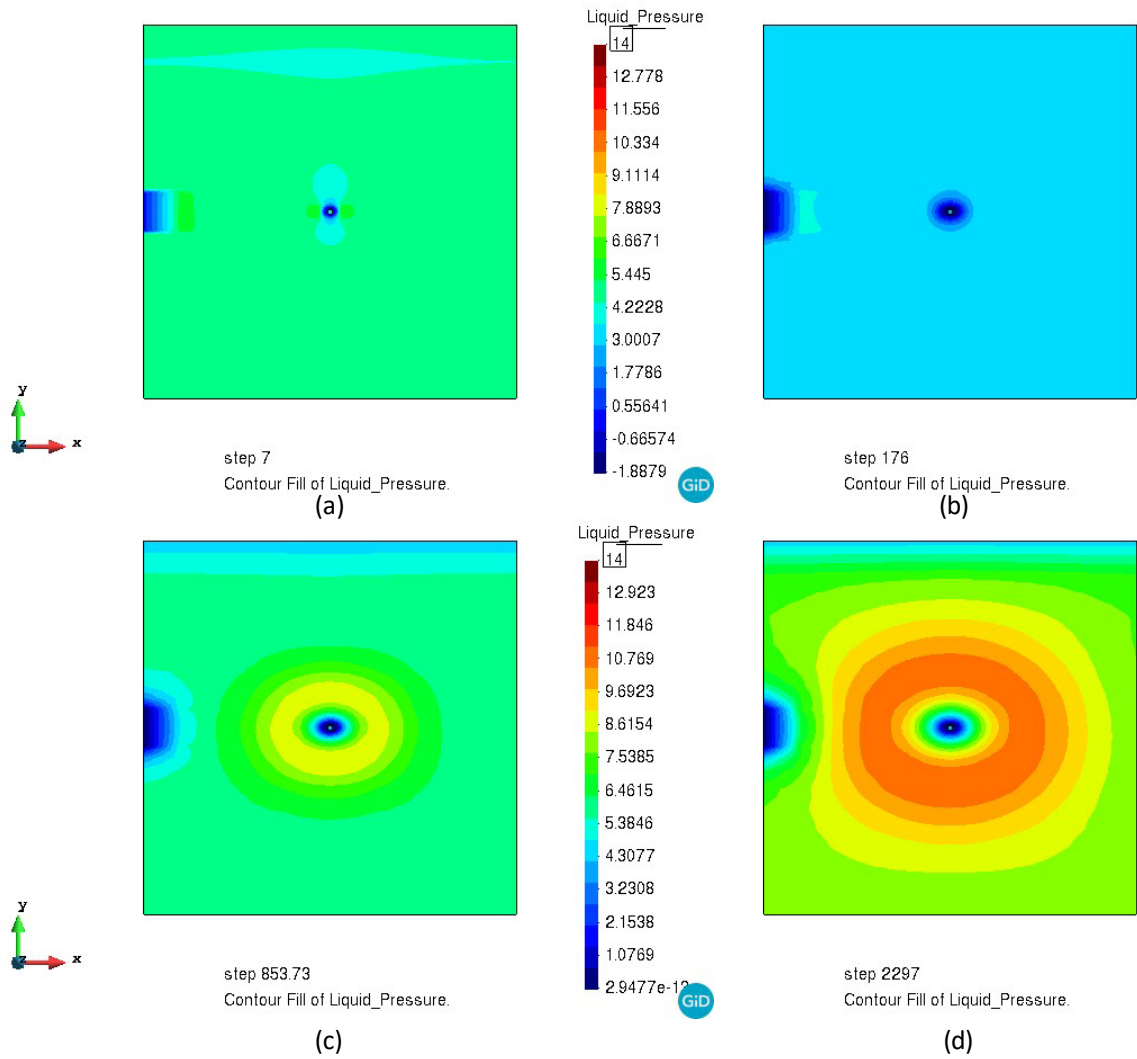 Liquid_Pressure
14
12.778
11.556
10.334
9.1114
7.8893
6.6671
5.445
4.2228
3.0007
1.7786
0.55641
-0.66574
-1.8879
y
z
x
step 7
Contour Fill of Liquid_Pressure.
(a)
GiD
step 176
Contour Fill of Liquid_Pressure.
(b)
Liquid_Pressure
14
12.923
11.846
10.769
9.6923
8.6154
7.5385
6.4615
5.3846
4.3077
3.2308
2.1538
1.0769
y
z
x
step 853.73
Contour Fill of Liquid_Pressure.
(c)
GiD
step 2297
Contour Fill of Liquid_Pressure.
(d)